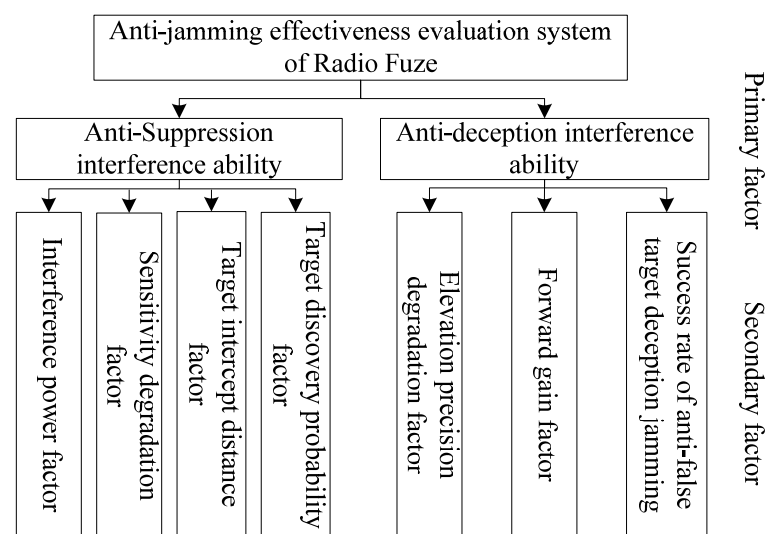 Anti-jamming effectiveness evaluation system
of Radio Fuze
Primary factor
Anti-Suppression
interference ability
Anti-deception interference
ability
Secondary factor
Interference power factor
Sensitivity degradation
factor
Target intercept distance
factor
Target discovery probability
factor
Elevation precision
degradation factor
Forward gain factor
Success rate of anti-false
target deception jamming